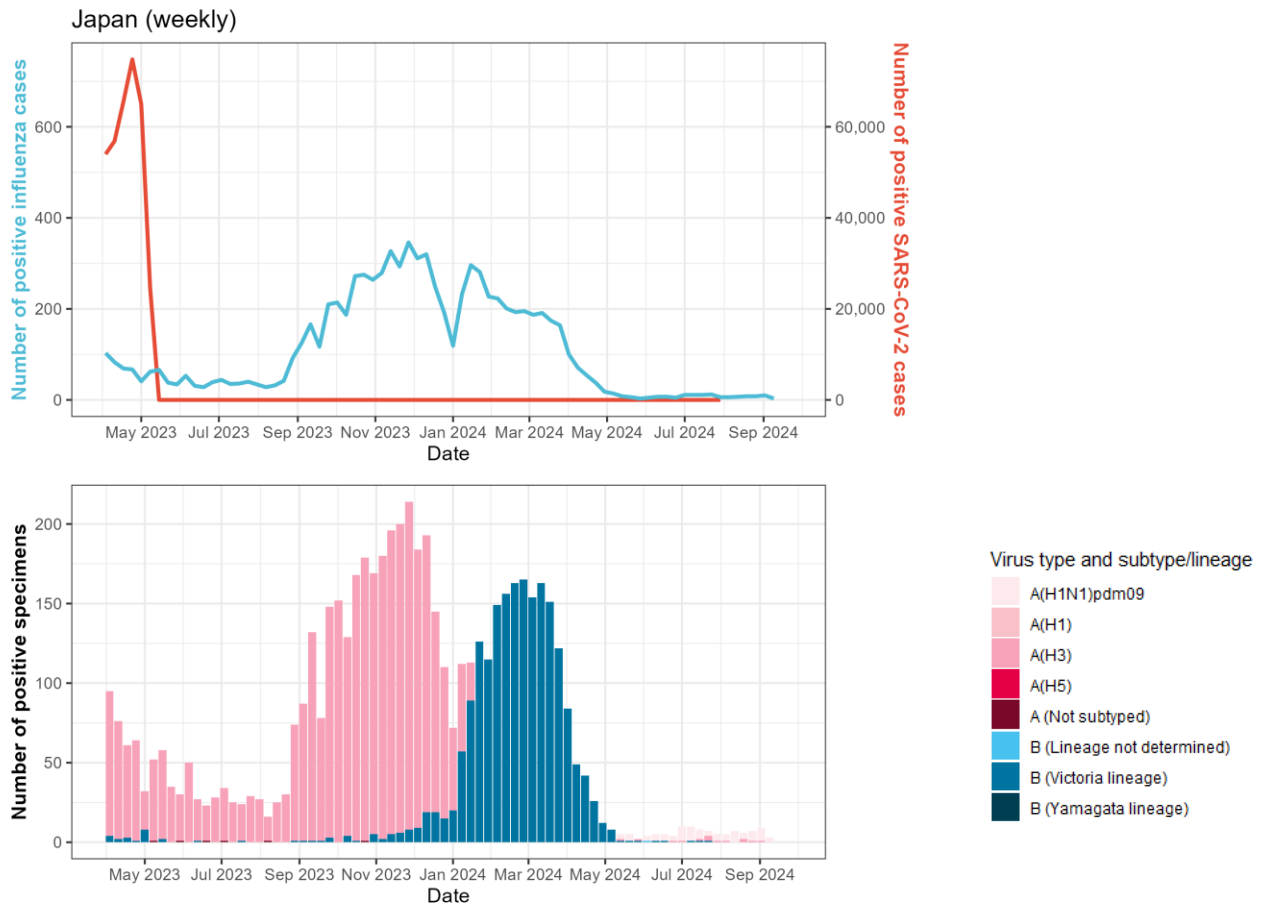 Japan (weekly)
Number of positive influenza cases
Number of positive SARS-CoV-2 cases
600
400
200
0
60,000
40,000
20,000
0
May 2023 Jul 2023 Sep 2023 Nov 2023 Jan 2024 Mar 2024 May 2024 Jul 2024 Sep 2024
Date
Number of positive specimens
200
150
100
50
0
May 2023 Jul 2023 Sep 2023 Nov 2023 Jan 2024 Mar 2024 May 2024 Jul 2024 Sep 2024
Date
Virus type and subtype/lineage
A(H1N1)pdm09
A(H1)
A(H3)
A(H5)
A (Not subtyped)
B (Lineage not determined)
B (Victoria lineage)
B (Yamagata lineage)